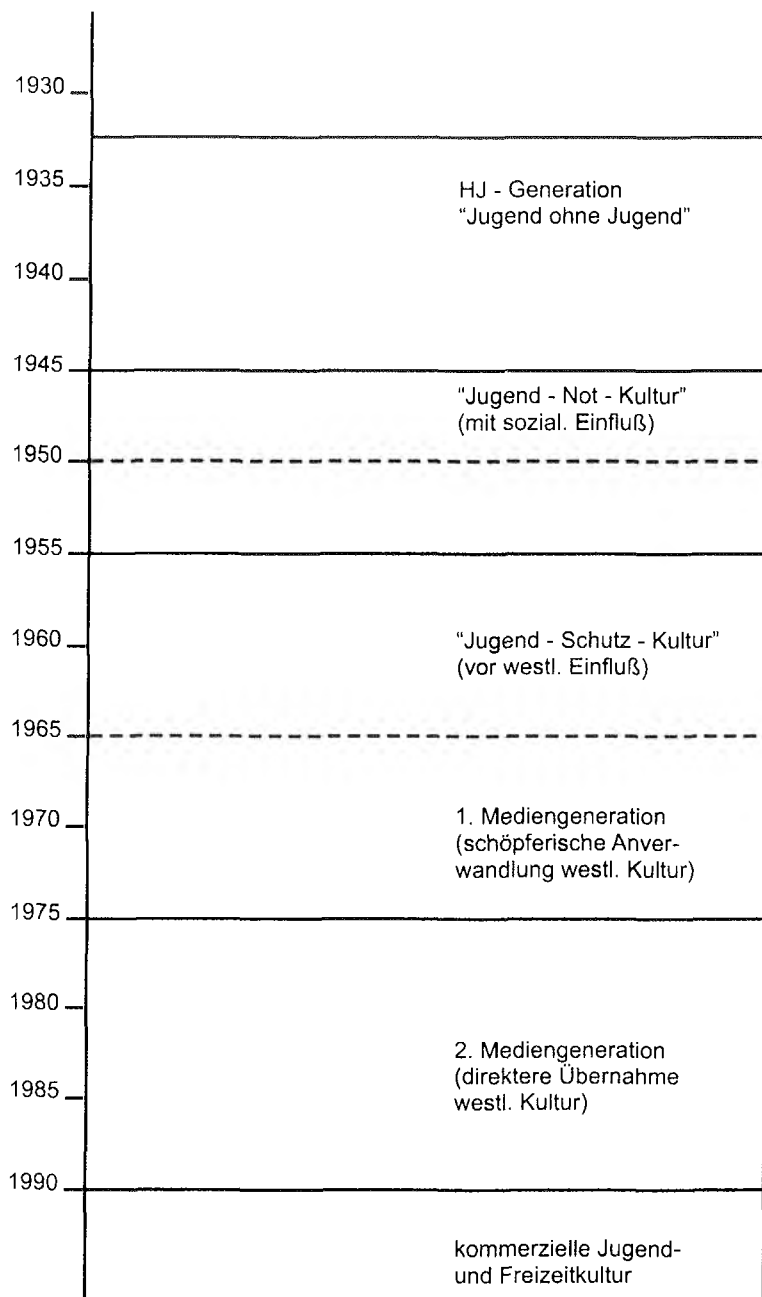 1930
1935
HJ - Generation
"Jugend ohne Jugend"
1940
1945
"Jugend - Not - Kultur"
(mit sozial. Einfluß)
1950
1955
1960
"Jugend - Schutz - Kultur"
(vor westl. Einfluß)
1965
1970
1. Mediengeneration
(schöpferische Anver-
wandlung westl. Kultur)
1975
1980
2. Mediengeneration
(direktere Übernahme
westl. Kultur)
1985
1990
kommerzielle Jugend-
und Freizeitkultur